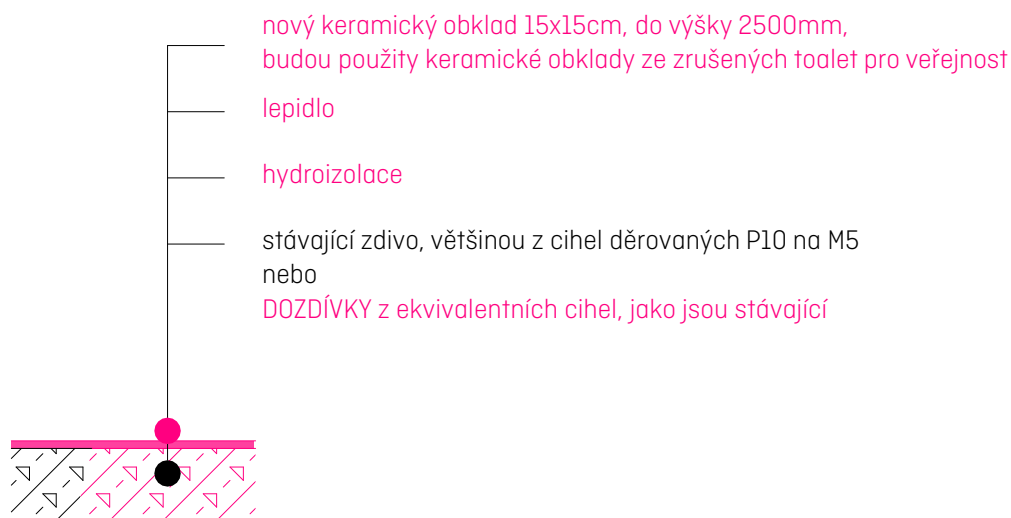 nový keramický obklad 15x15cm, do výšky 2500mm,
budou použity keramické obklady ze zrušených toalet pro veřejnost
lepidlo
hydroizolace
stávající zdivo, většinou z cihel děrovaných P10 na M5
nebo
DOZDÍVKY z ekvivalentních cihel, jako jsou stávající